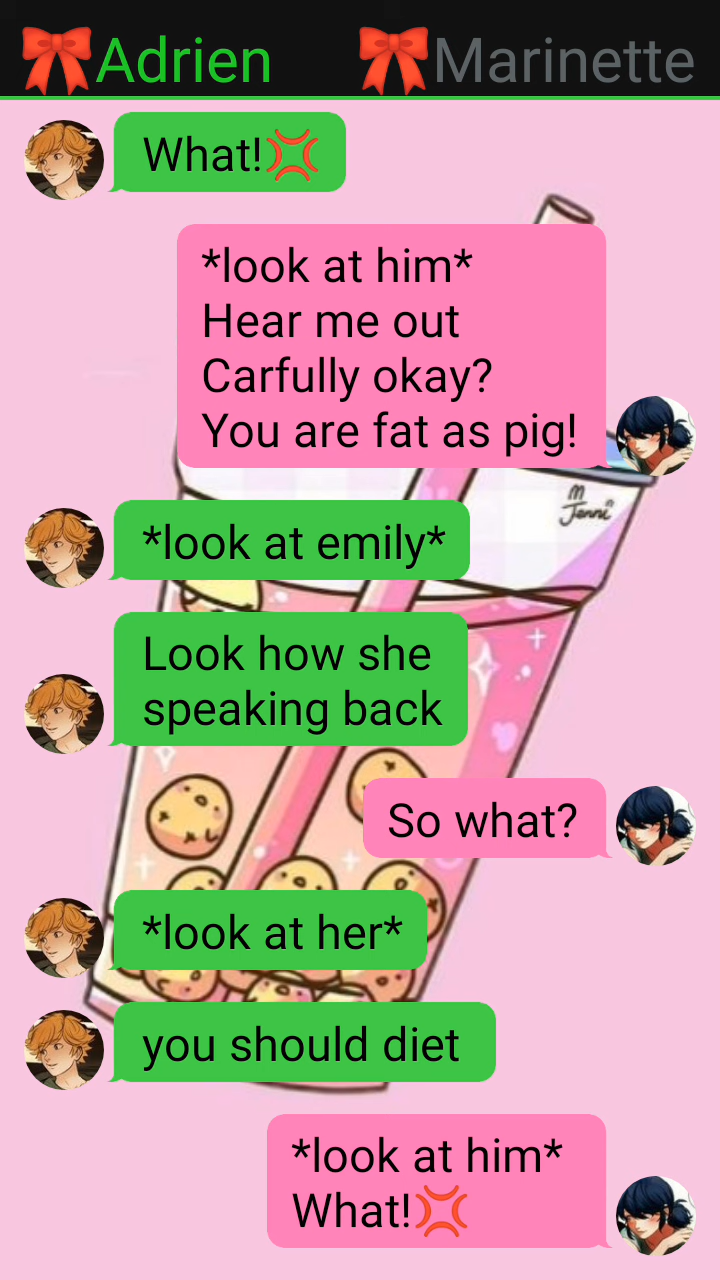 🎀Adrien 🎀Marinette
What!💢
*look at him*
Hear me out
Carfully okay?
You are fat as pig!
M
Jenni
*look at emily*
Look how she
speaking back
So what?
*look at her*
you should diet
*look at him*
What!💢